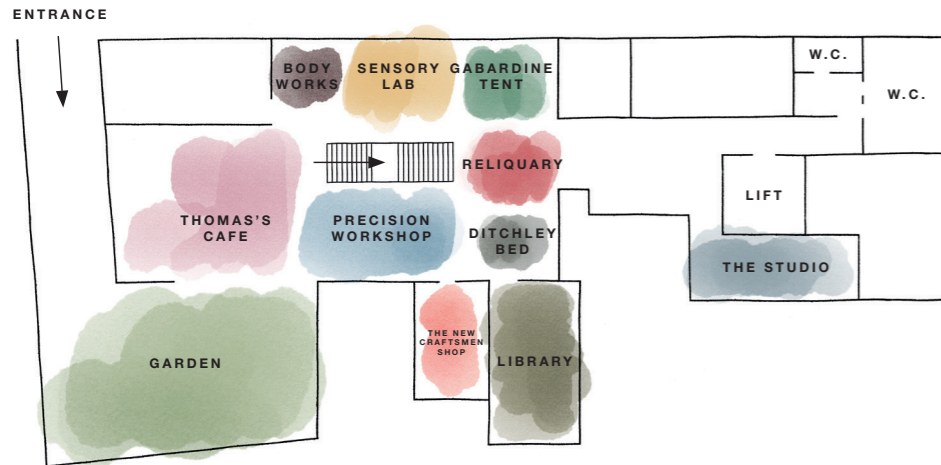 ENTRANCE
BODY
WORKS
SENSORY
LAB
GABARDINE
TENT
W.C.
W.C.
RELIQUARY
LIFT
THOMAS'S
CAFE
PRECISION
WORKSHOP
DITCHLEY
BED
THE STUDIO
GARDEN
THE NEW
CRAFTSMEN
SHOP
LIBRARY